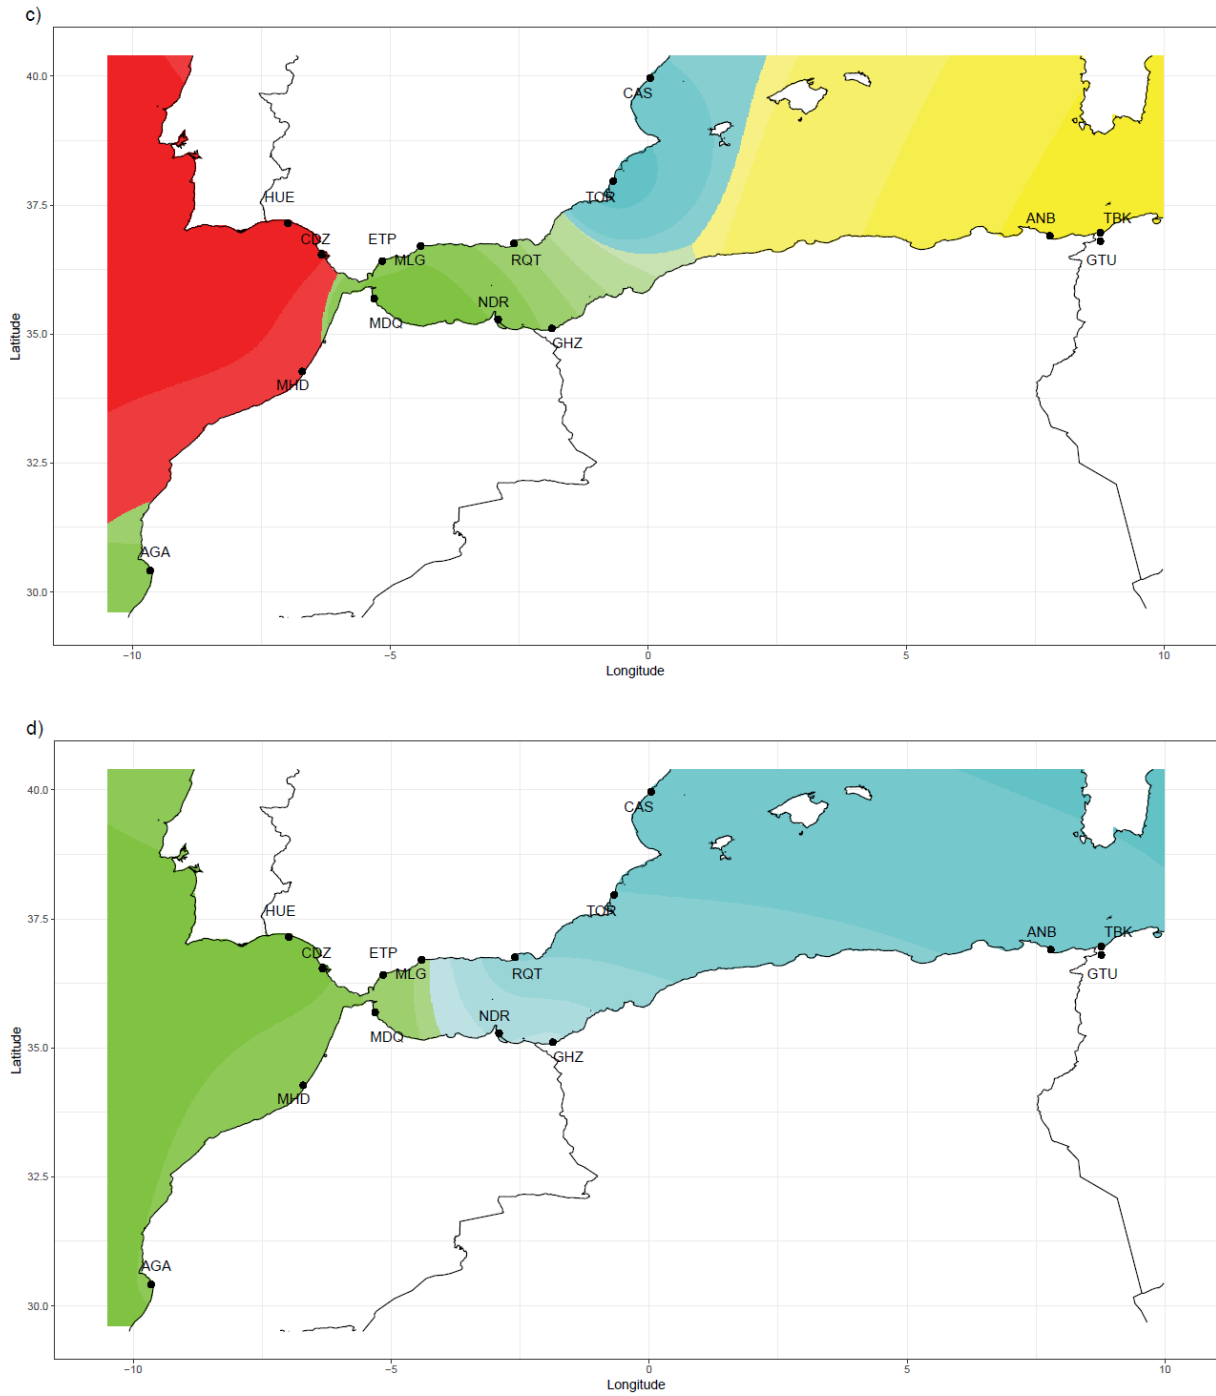 c)
40.0
CAS
37.5
HUE
TOR
CDZ
ETP
MLG
RQT
ANB
TBK
GTU
35.0
MDQ
NDR
GHZ
MHD
32.5
AGA
30.0
Latitude
−10
−5
0
5
10
Longitude
d)
40.0
CAS
37.5
HUE
TOR
CDZ
ETP
MLG
RQT
ANB
TBK
GTU
35.0
MDQ
NDR
GHZ
MHD
32.5
AGA
30.0
Latitude
−10
−5
0
5
10
Longitude